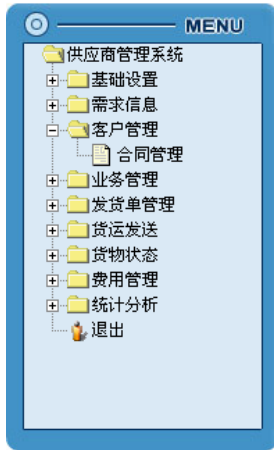 MENU
供应商管理系统
基础设置
需求信息
客户管理
合同管理
业务管理
发货单管理
货运发送
货物状态
费用管理
统计分析
退出